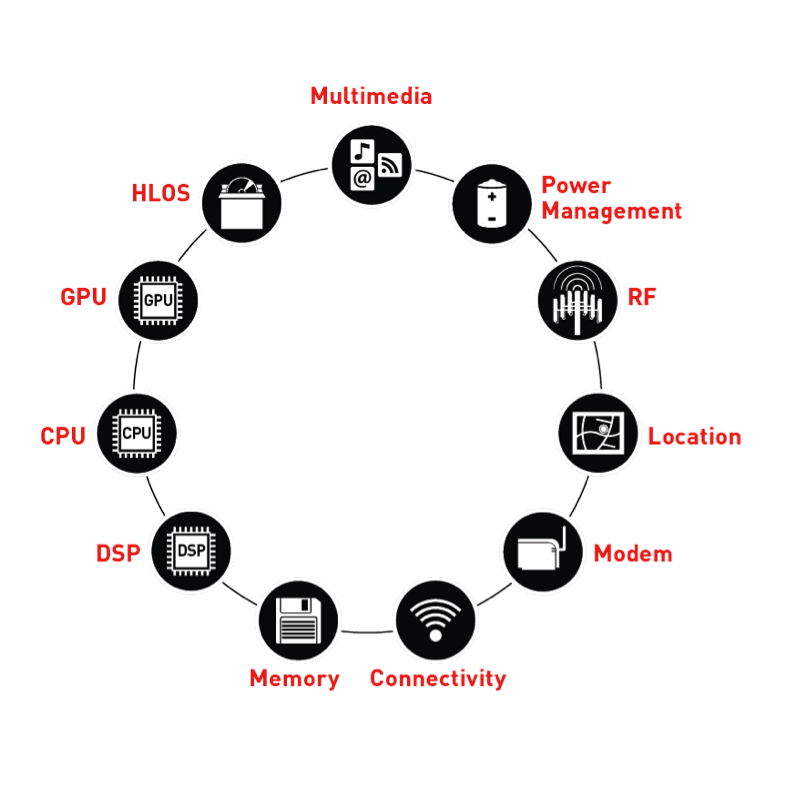 Multimedia
HLOS
Power
Management
GPU
GPU
RF
CPU
CPU
Location
DSP
DSP
Modem
Memory
Connectivity
@
+
-